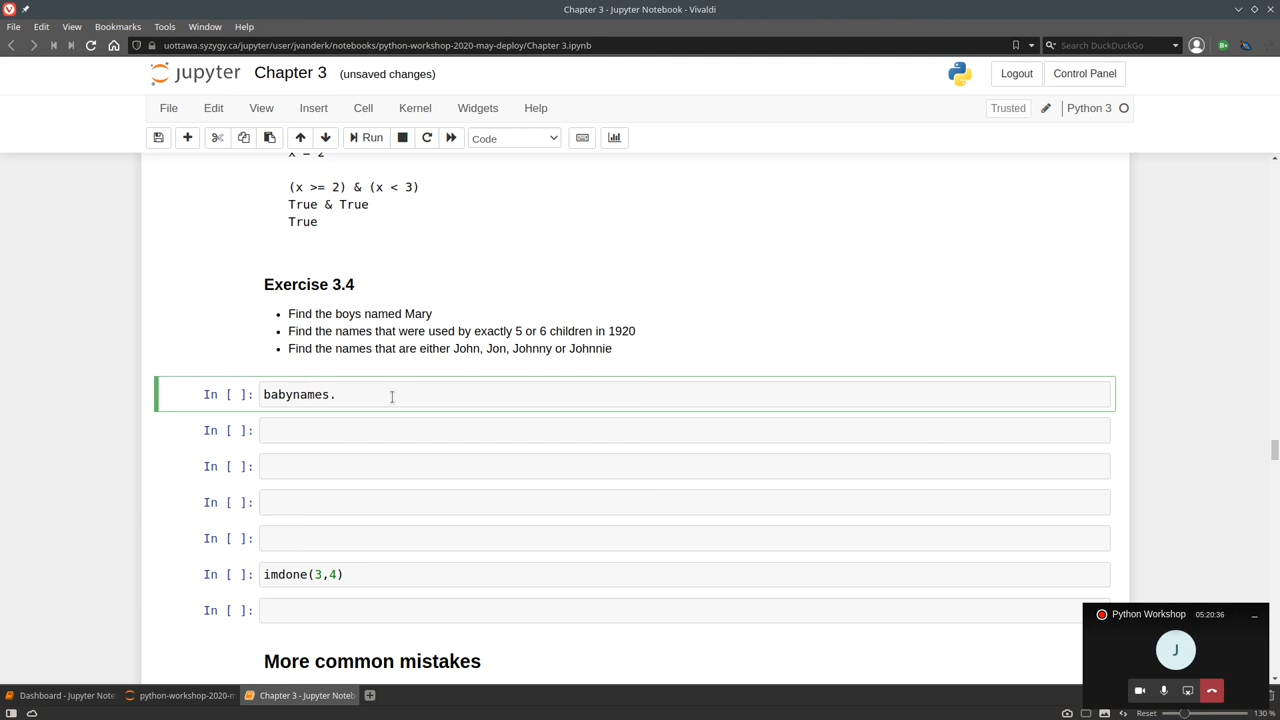 Chapter 3 - Jupyter Notebook - Vivaldi
File Edit View Bookmarks Tools Window Help
uottawa.syzygy.ca/jupyter/user/jvanderk/notebooks/python-workshop-2020-may-deploy/Chapter 3.ipynb
Search DuckDuckGo
jupyter Chapter 3 (unsaved changes)
Logout Control Panel
File Edit View Insert Cell Kernel Widgets Help
Trusted Python 3
Run Code
x = 2
(x >= 2) & (x < 3)
True & True
True
Exercise 3.4
• Find the boys named Mary
• Find the names that were used by exactly 5 or 6 children in 1920
• Find the names that are either John, Jon, Johnny or Johnnie
In [ ]: babynames.
In [ ]:
In [ ]:
In [ ]:
In [ ]:
In [ ]: imdone(3,4)
In [ ]:
More common mistakes
Python Workshop 05:20:36
J
Dashboard - Jupyter Note python-workshop-2020-m Chapter 3 - Jupyter Noteb
Reset 130 %